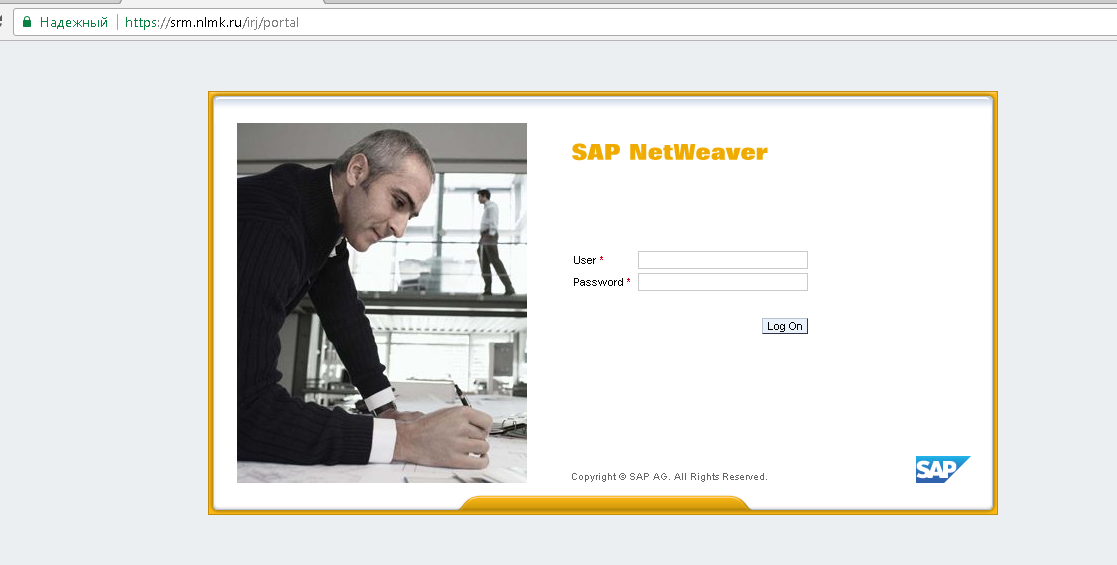 Надежный https://srm.nlmk.ru/irj/portal
SAP NetWeaver
User *
Password *
Log On
Copyright © SAP AG. All Rights Reserved.
SAP